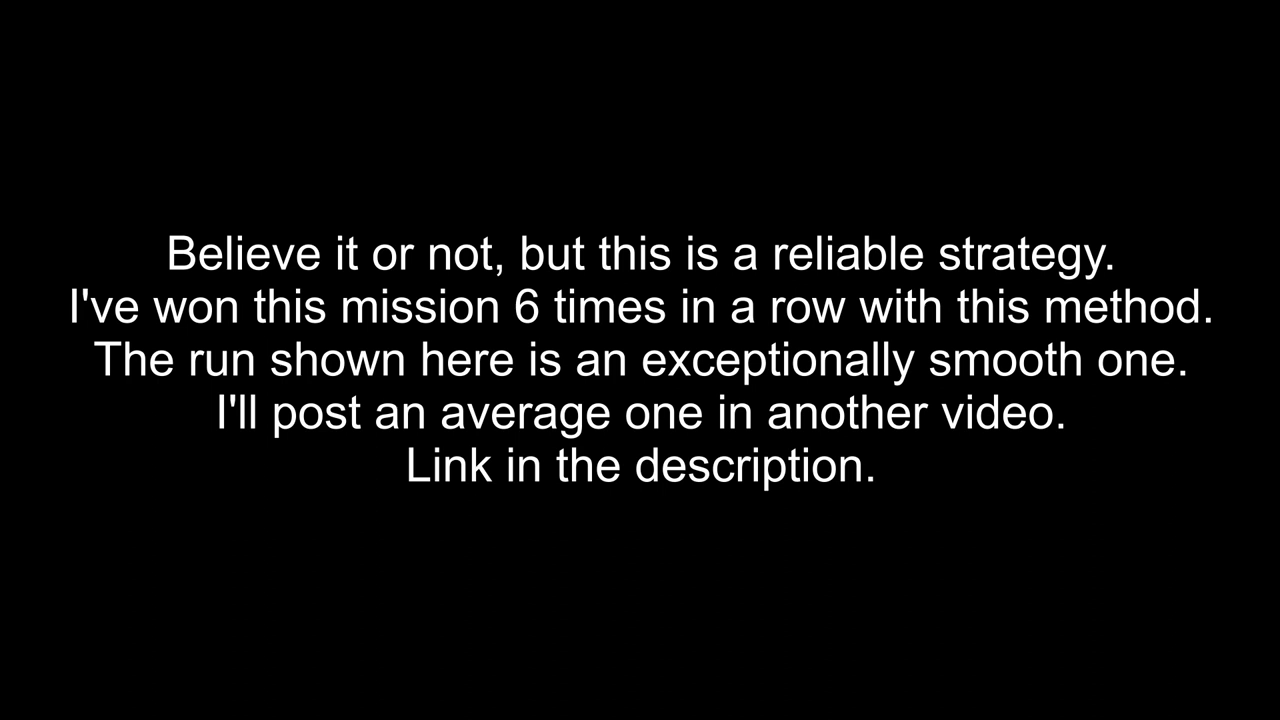 Believe it or not, but this is a reliable strategy.
I've won this mission 6 times in a row with this method.
The run shown here is an exceptionally smooth one.
I'll post an average one in another video.
Link in the description.